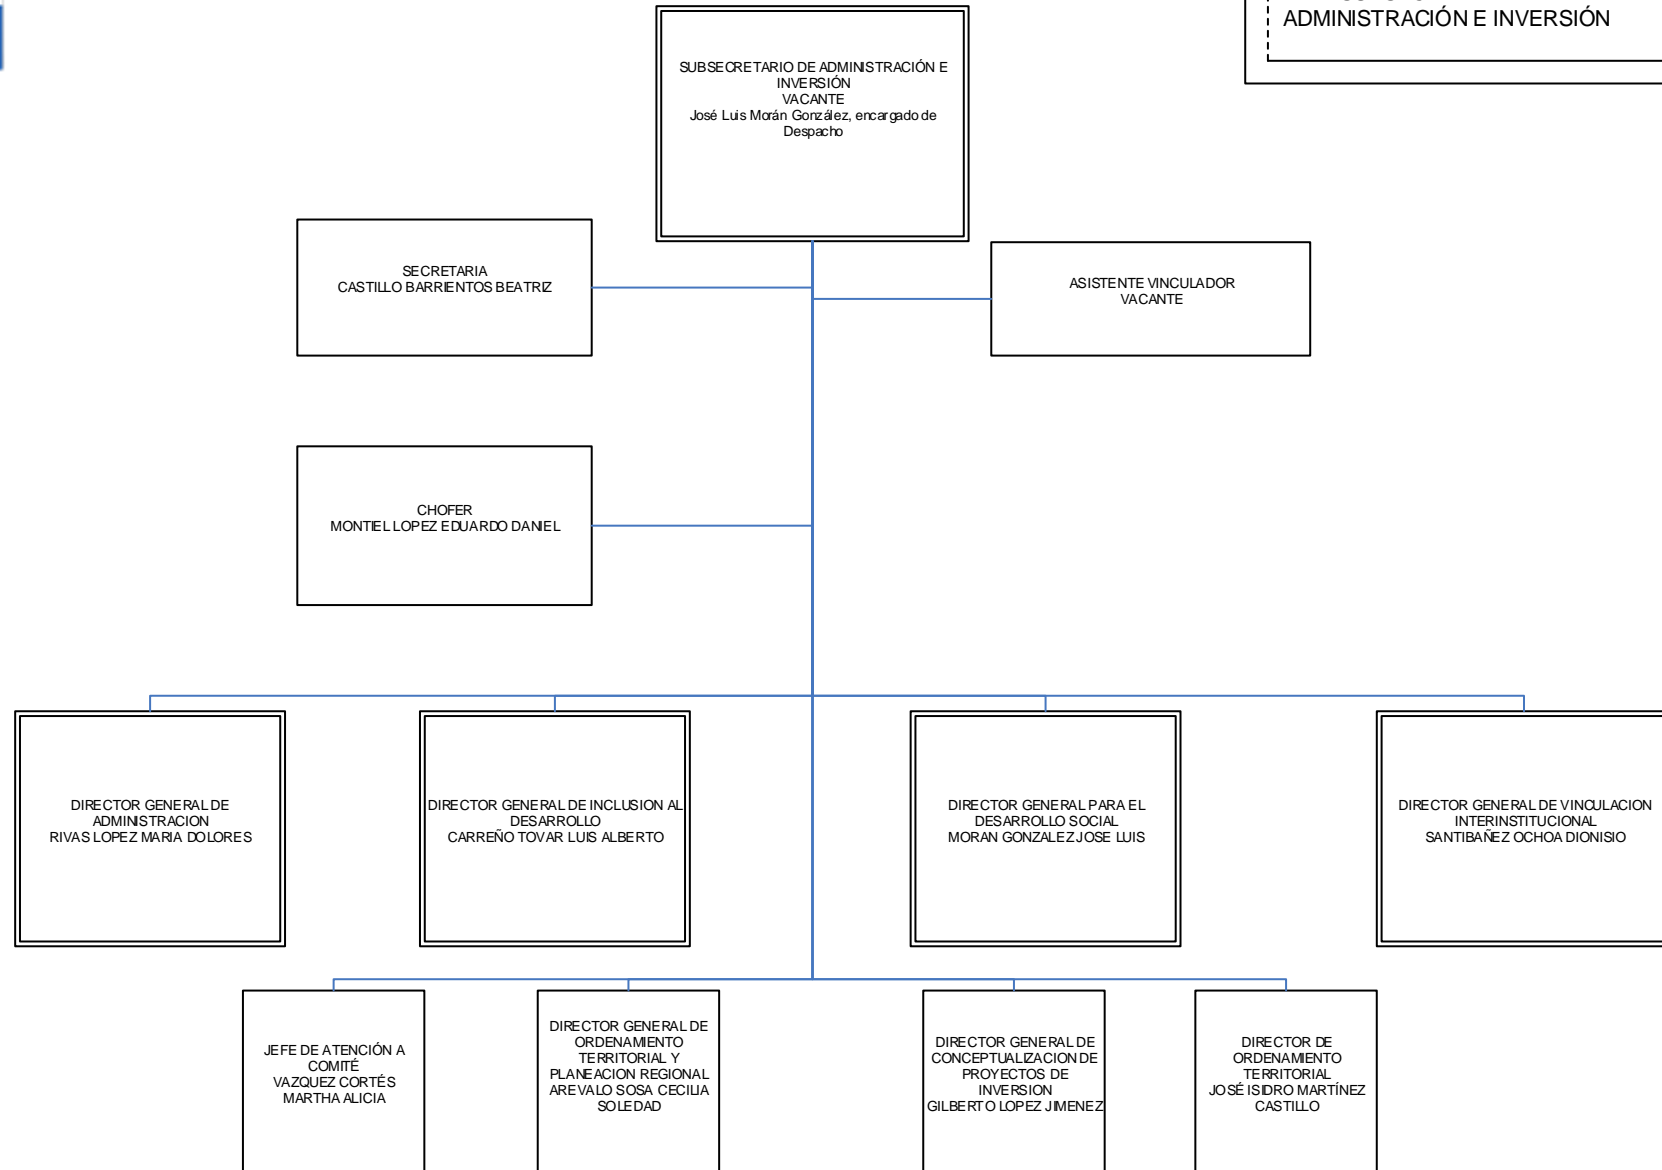 ADMINISTRACIÓN E INVERSIÓN
SUBSECRETARIO DE ADMINISTRACIÓN E
INVERSIÓN
VACANTE
José Luis Morán González, encargado de
Despacho
SECRETARIA
CASTILLO BARRIENTOS BEATRIZ
ASISTENTE VINCULADOR
VACANTE
CHOFER
MONTIEL LOPEZ EDUARDO DANIEL
DIRECTOR GENERAL DE
ADMINISTRACION
RIVAS LOPEZ MARIA DOLORES
DIRECTOR GENERAL DE INCLUSION AL
DESARROLLO
CARREÑO TOVAR LUIS ALBERTO
DIRECTOR GENERAL PARA EL
DESARROLLO SOCIAL
MORAN GONZALEZ JOSE LUIS
DIRECTOR GENERAL DE VINCULACION
INTERINSTITUCIONAL
SANTIBAÑEZ OCHOA DIONISIO
JEFE DE ATENCIÓN A
COMITÉ
VAZQUEZ CORTÉS
MARTHA ALICIA
DIRECTOR GENERAL DE
ORDENAMIENTO
TERRITORIAL Y
PLANEACION REGIONAL
AREVALO SOSA CECILIA
SOLEDAD
DIRECTOR GENERAL DE
CONCEPTUALIZACION DE
PROYECTOS DE
INVERSION
GILBERTO LOPEZ JIMENEZ
DIRECTOR DE
ORDENAMIENTO
TERRITORIAL
JOSÉ ISIDRO MARTÍNEZ
CASTILLO